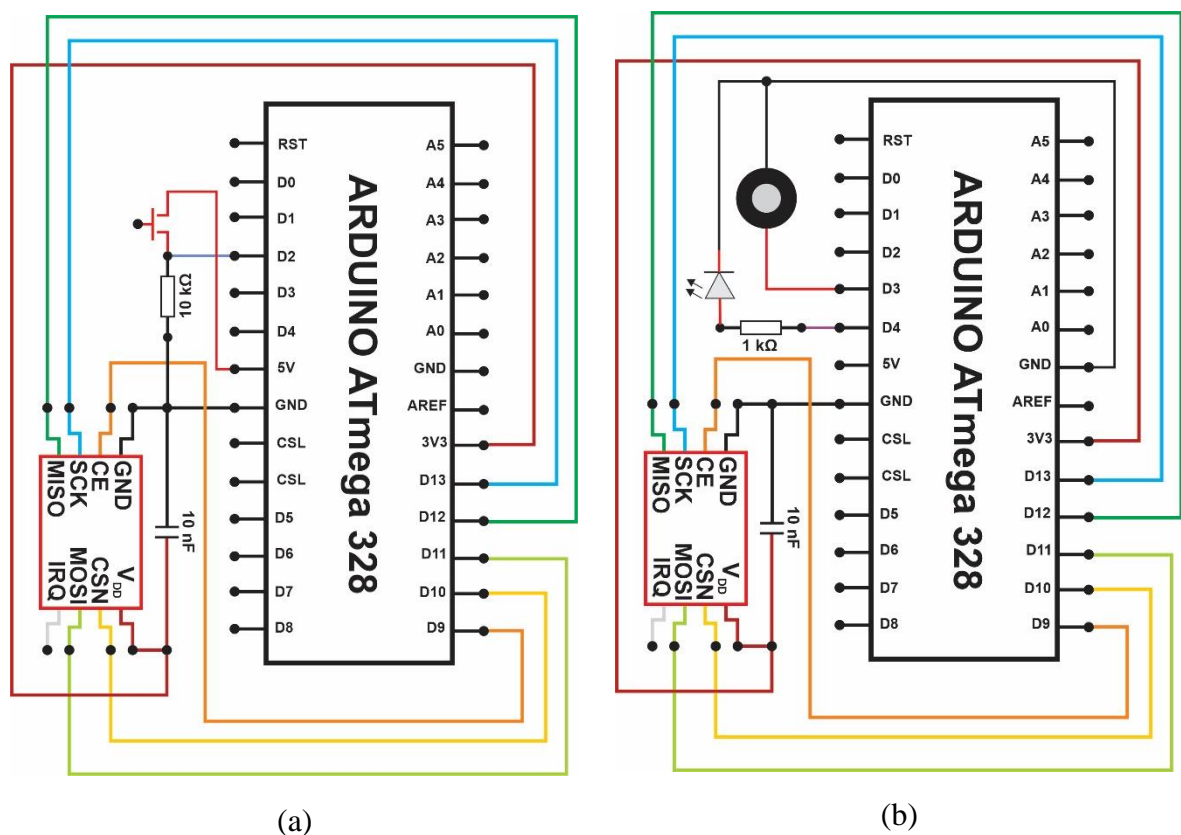 RST
D0
D1
D2
D3
D4
5V
GND
CSL
CSL
D5
D6
D7
D8
A5
A4
A3
A2
A1
A0
GND
AREF
3V3
D13
D12
D11
D10
D9
ARDUINO ATmega 328
10 kΩ
10 nF
MISO
SCK
CE
GND
IRQ
MOSI
CSN
VDD
(a)
RST
D0
D1
D2
D3
D4
5V
GND
CSL
CSL
D5
D6
D7
D8
A5
A4
A3
A2
A1
A0
GND
AREF
3V3
D13
D12
D11
D10
D9
ARDUINO ATmega 328
1 kΩ
10 nF
MISO
SCK
CE
GND
IRQ
MOSI
CSN
VDD
(b)